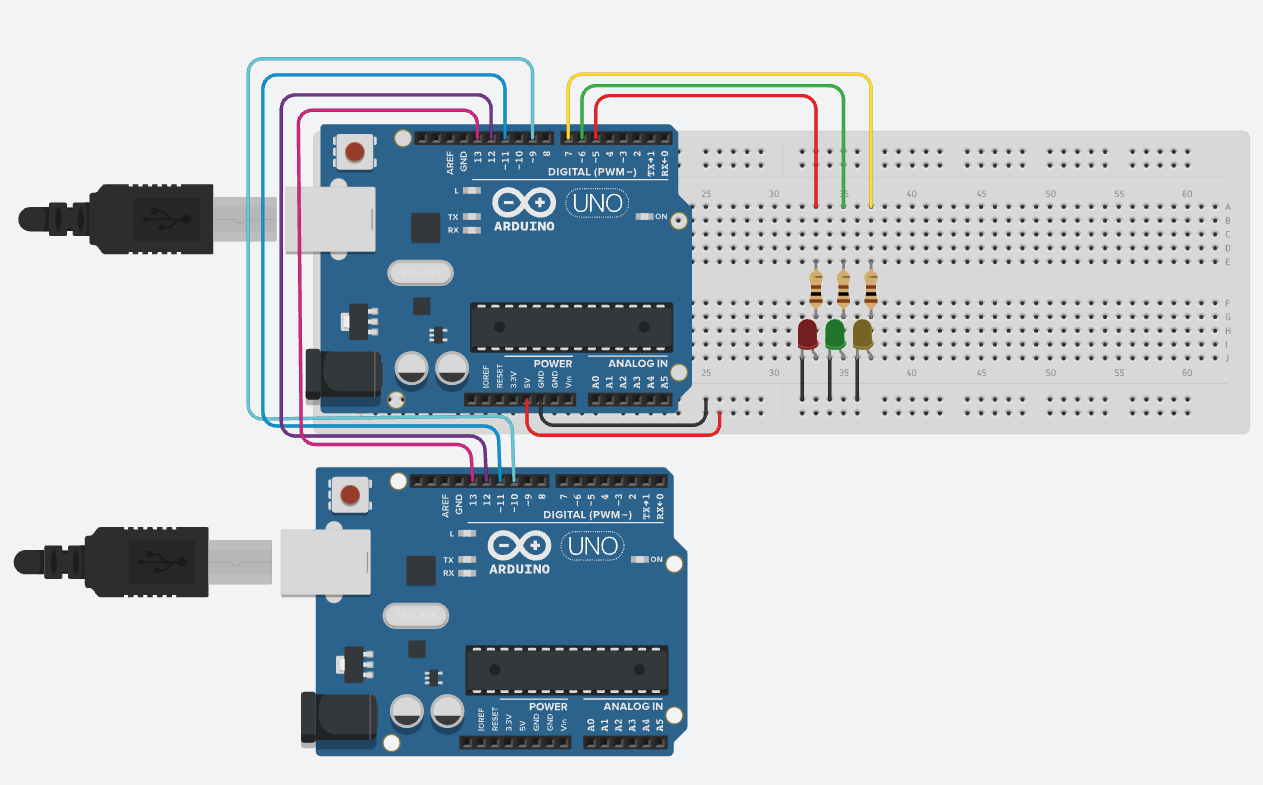 AREF GND 13 12 ~11 ~10 ~9 8 7 ~6 ~5 4 ~3 2 TX→1 RX←0
DIGITAL (PWM~)
L
TX
RX
ARDUINO
UNO
ON
25 30 35 40 45 50 55 60
A
B
C
D
E
F
G
H
I
J
POWER
ANALOG IN
IOREF RESET 3.3V 5V GND GND Vin A0 A1 A2 A3 A4 A5
25 30 35 40 45 50 55 60
AREF GND 13 12 ~11 ~10 ~9 8 7 ~6 ~5 4 ~3 2 TX→1 RX←0
DIGITAL (PWM~)
L
TX
RX
ARDUINO
UNO
ON
POWER
ANALOG IN
IOREF RESET 3.3V 5V GND GND Vin A0 A1 A2 A3 A4 A5